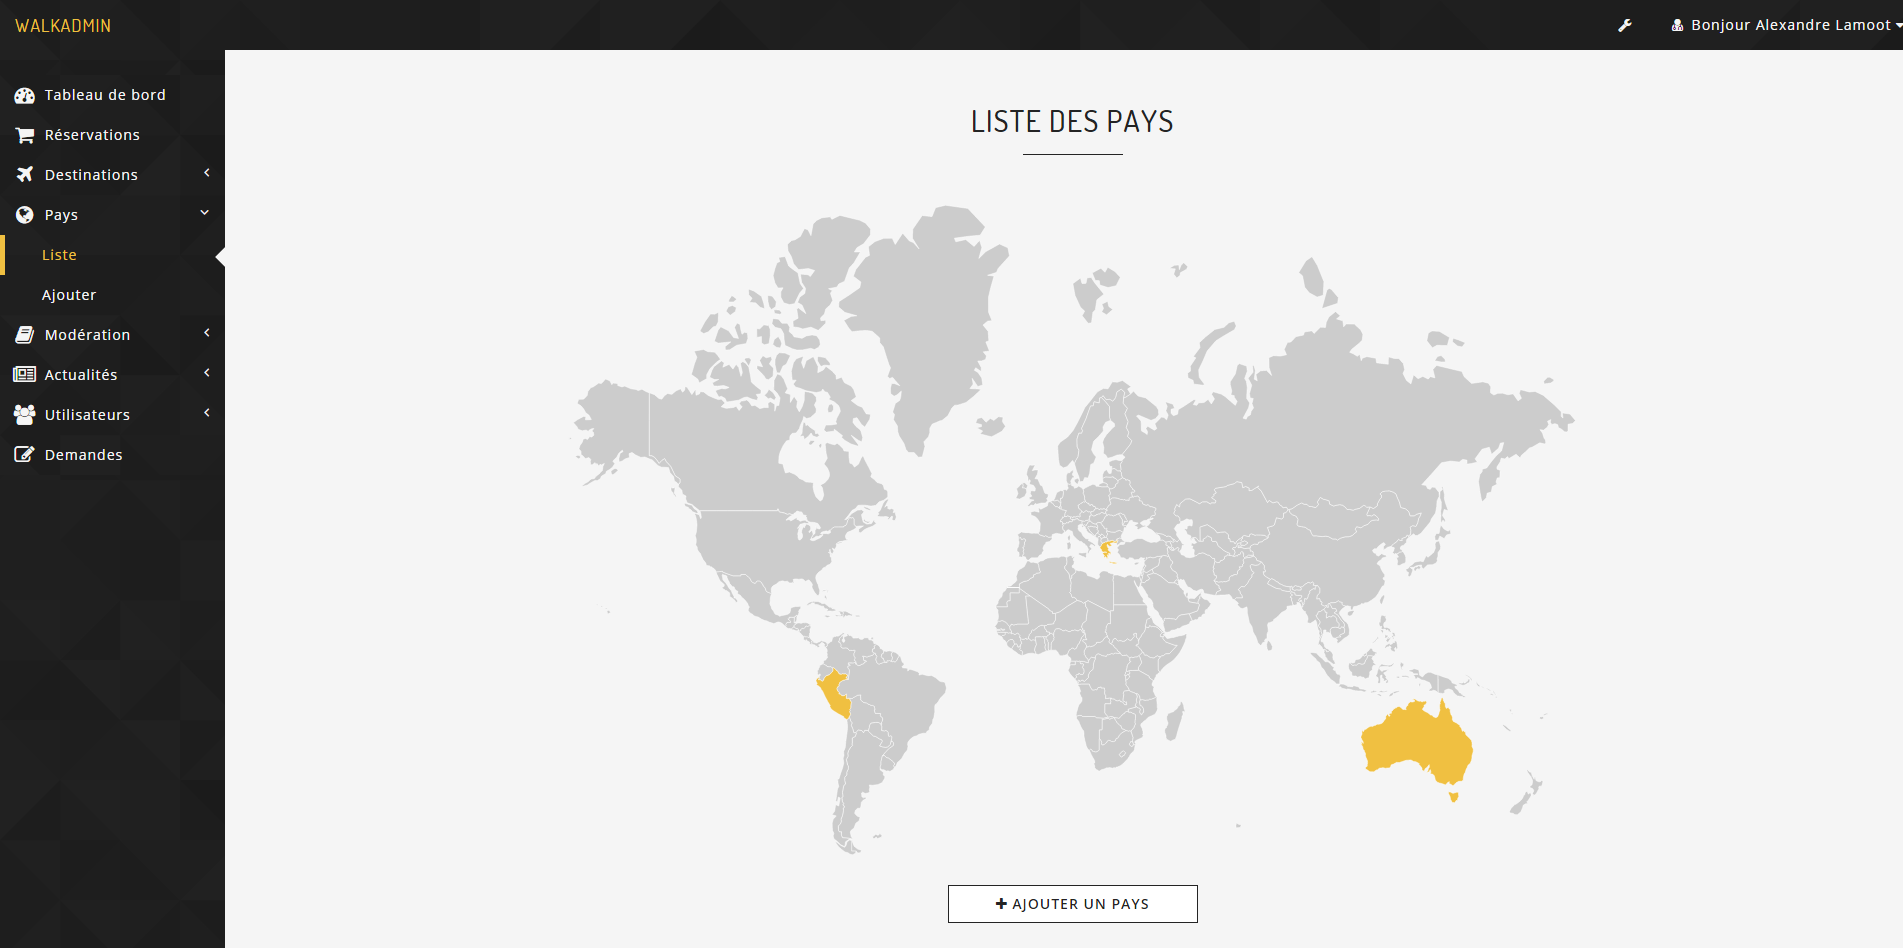 WALKADMIN
Bonjour Alexandre Lamoot
Tableau de bord
Réservations
Destinations
Pays
Liste
Ajouter
Modération
Actualités
Utilisateurs
Demandes
LISTE DES PAYS
AJOUTER UN PAYS